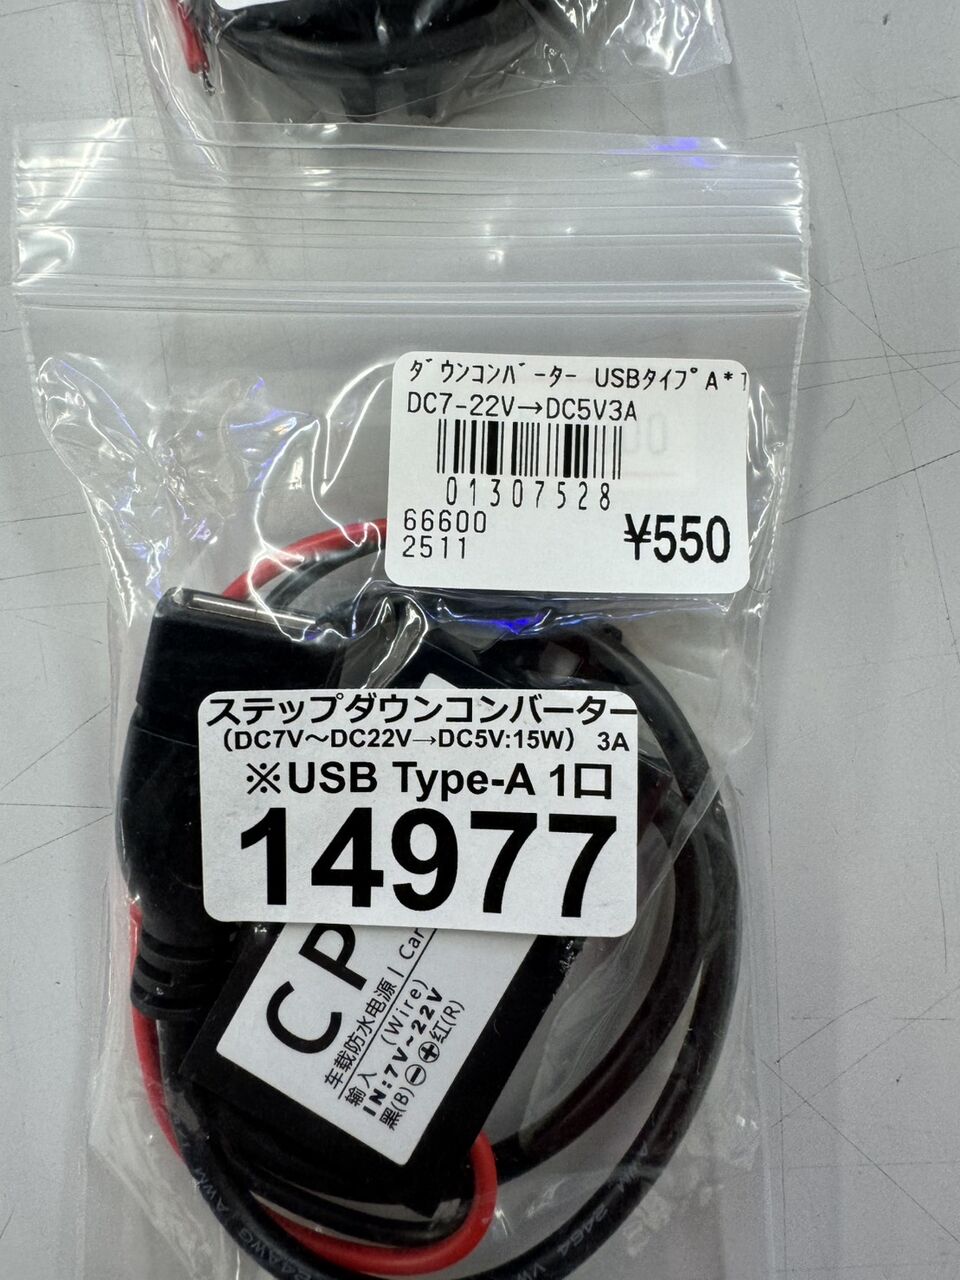 ダウンコンバーター USBタイプA*1
DC7-22V→DC5V3A
01307528
66600
2511
¥550
ステップダウンコンバーター
(DC7V~DC22V→DC5V:15W) 3A
※USB Type-A 1口
14977
CP
车载防水电源 | Car
输入 (Wire)
IN:7V~22V
黑(B)⊖⊕红(R)
24AWG AWM
2464